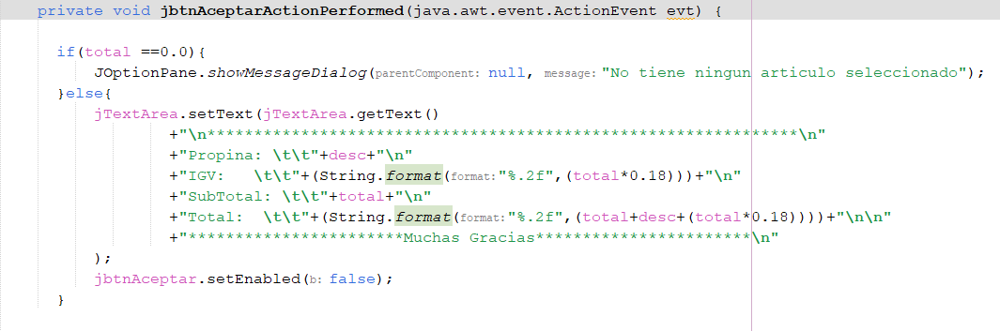 private void jbtnAceptarActionPerformed(java.awt.event.ActionEvent evt) {
if(total ==0.0){
JOptionPane.showMessageDialog(parentComponent: null, message: "No tiene ningun articulo seleccionado");
}else{
jTextArea.setText(jTextArea.getText()
+"\n***************************************************************\n"
+"Propina: \t\t"+desc+"\n"
+"IGV:   \t\t"+(String.format(format: "%.2f",(total*0.18)))+"\n"
+"SubTotal: \t\t"+total+"\n"
+"Total:  \t\t"+(String.format(format: "%.2f",(total+desc+(total*0.18))))+"\n\n"
+"***********************Muchas Gracias***********************\n"
);
jbtnAceptar.setEnabled(b: false);
}